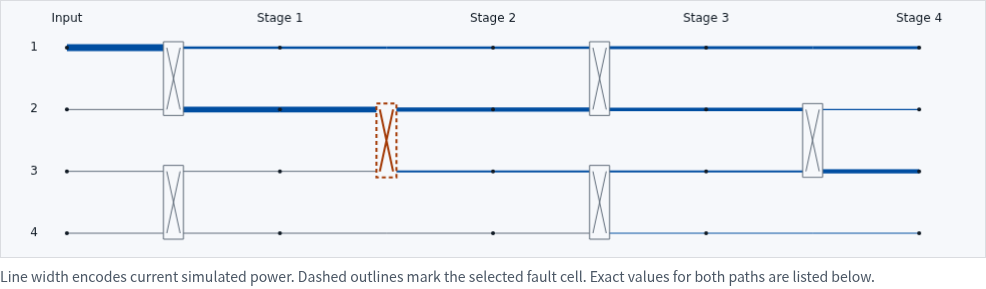 Input Stage 1 Stage 2 Stage 3 Stage 4
1
2
3
4
Line width encodes current simulated power. Dashed outlines mark the selected fault cell. Exact values for both paths are listed below.